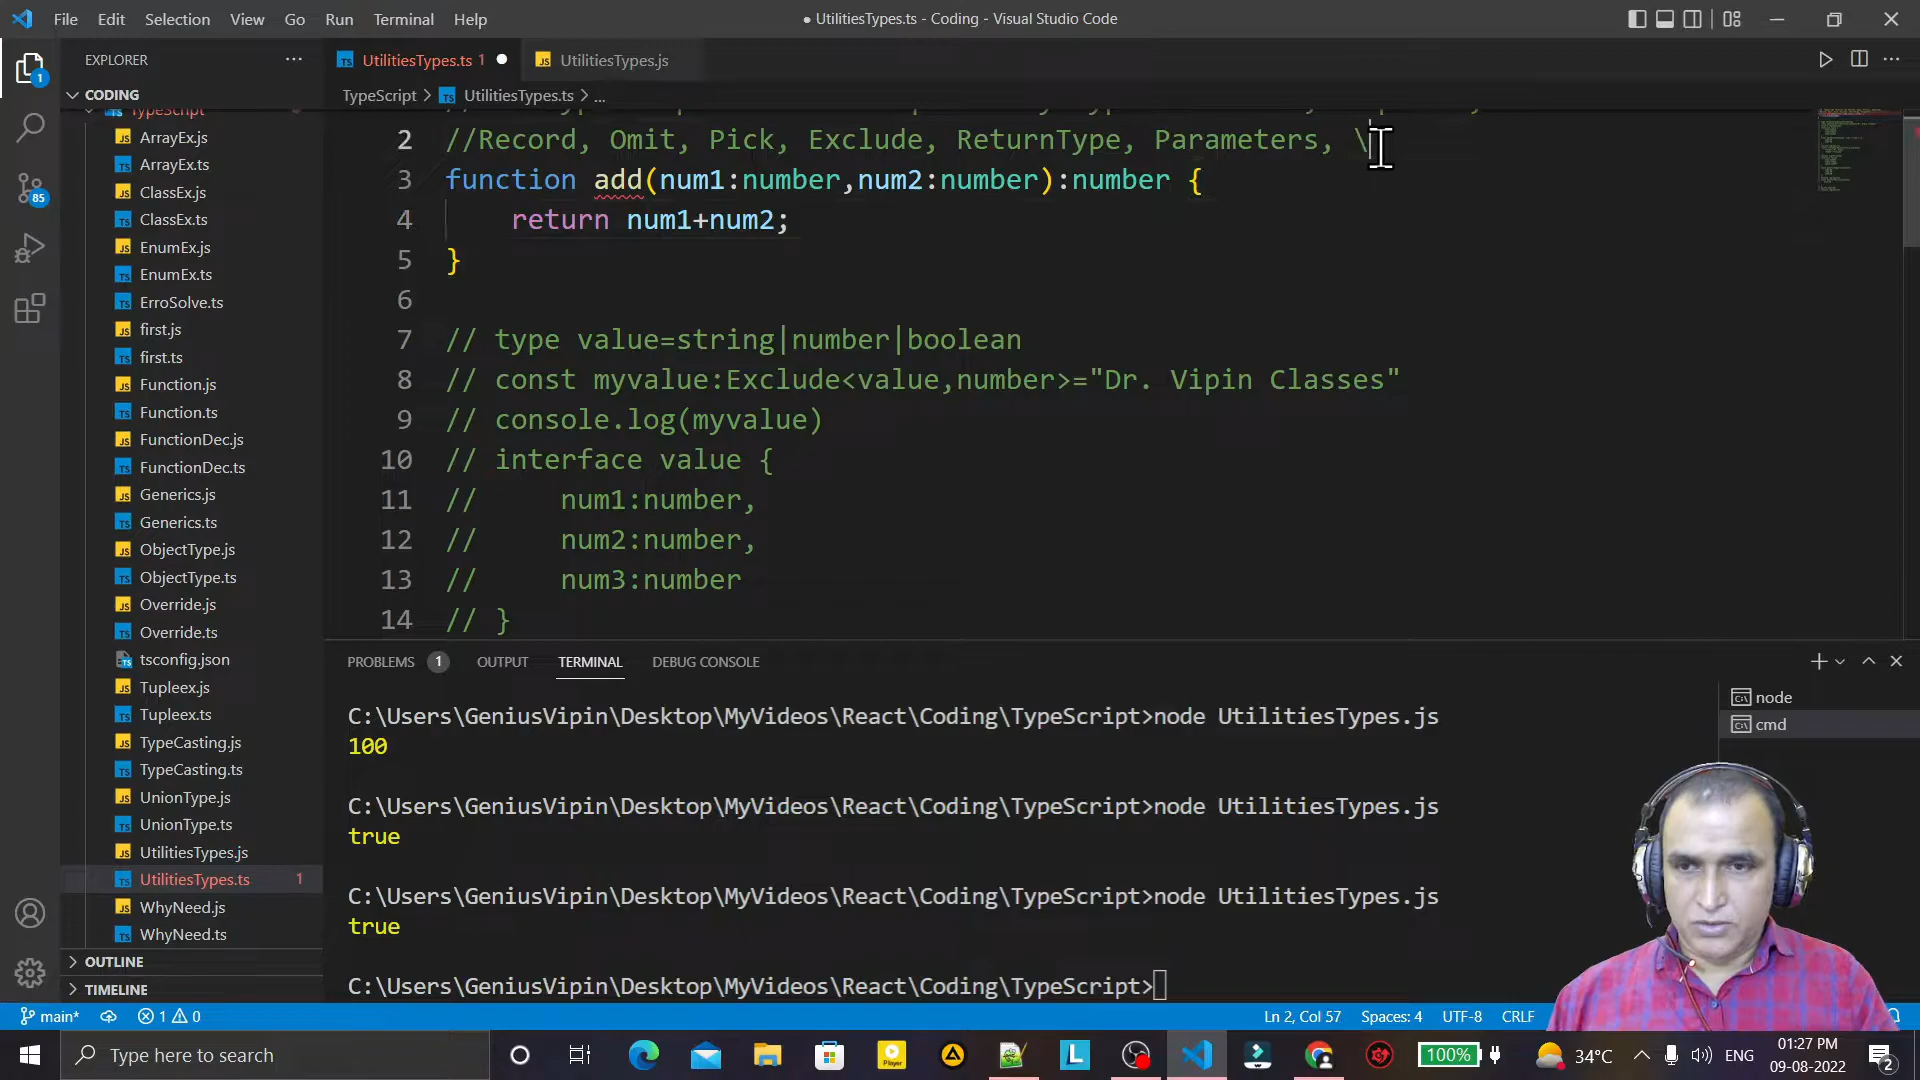 File Edit Selection View Go Run Terminal Help
● UtilitiesTypes.ts - Coding - Visual Studio Code
EXPLORER
CODING
TypeScript
ArrayEx.js
ArrayEx.ts
ClassEx.js
ClassEx.ts
EnumEx.js
EnumEx.ts
ErroSolve.ts
first.js
first.ts
Function.js
Function.ts
FunctionDec.js
FunctionDec.ts
Generics.js
Generics.ts
ObjectType.js
ObjectType.ts
Override.js
Override.ts
tsconfig.json
Tupleex.js
Tupleex.ts
TypeCasting.js
TypeCasting.ts
UnionType.js
UnionType.ts
UtilitiesTypes.js
UtilitiesTypes.ts 1
WhyNeed.js
WhyNeed.ts
OUTLINE
TIMELINE
1
85
UtilitiesTypes.ts 1
UtilitiesTypes.js
TypeScript > UtilitiesTypes.ts > ...
2 //Record, Omit, Pick, Exclude, ReturnType, Parameters, \
3 function add(num1:number,num2:number):number {
4 return num1+num2;
5 }
6
7 // type value=string|number|boolean
8 // const myvalue:Exclude<value,number>="Dr. Vipin Classes"
9 // console.log(myvalue)
10 // interface value {
11 // num1:number,
12 // num2:number,
13 // num3:number
14 // }
PROBLEMS 1 OUTPUT TERMINAL DEBUG CONSOLE
C:\Users\GeniusVipin\Desktop\MyVideos\React\Coding\TypeScript>node UtilitiesTypes.js
100
C:\Users\GeniusVipin\Desktop\MyVideos\React\Coding\TypeScript>node UtilitiesTypes.js
true
C:\Users\GeniusVipin\Desktop\MyVideos\React\Coding\TypeScript>node UtilitiesTypes.js
true
C:\Users\GeniusVipin\Desktop\MyVideos\React\Coding\TypeScript>
node
cmd
main* 1 0
Ln 2, Col 57 Spaces: 4 UTF-8 CRLF
Type here to search
100%
34°C
ENG
01:27 PM
09-08-2022
2